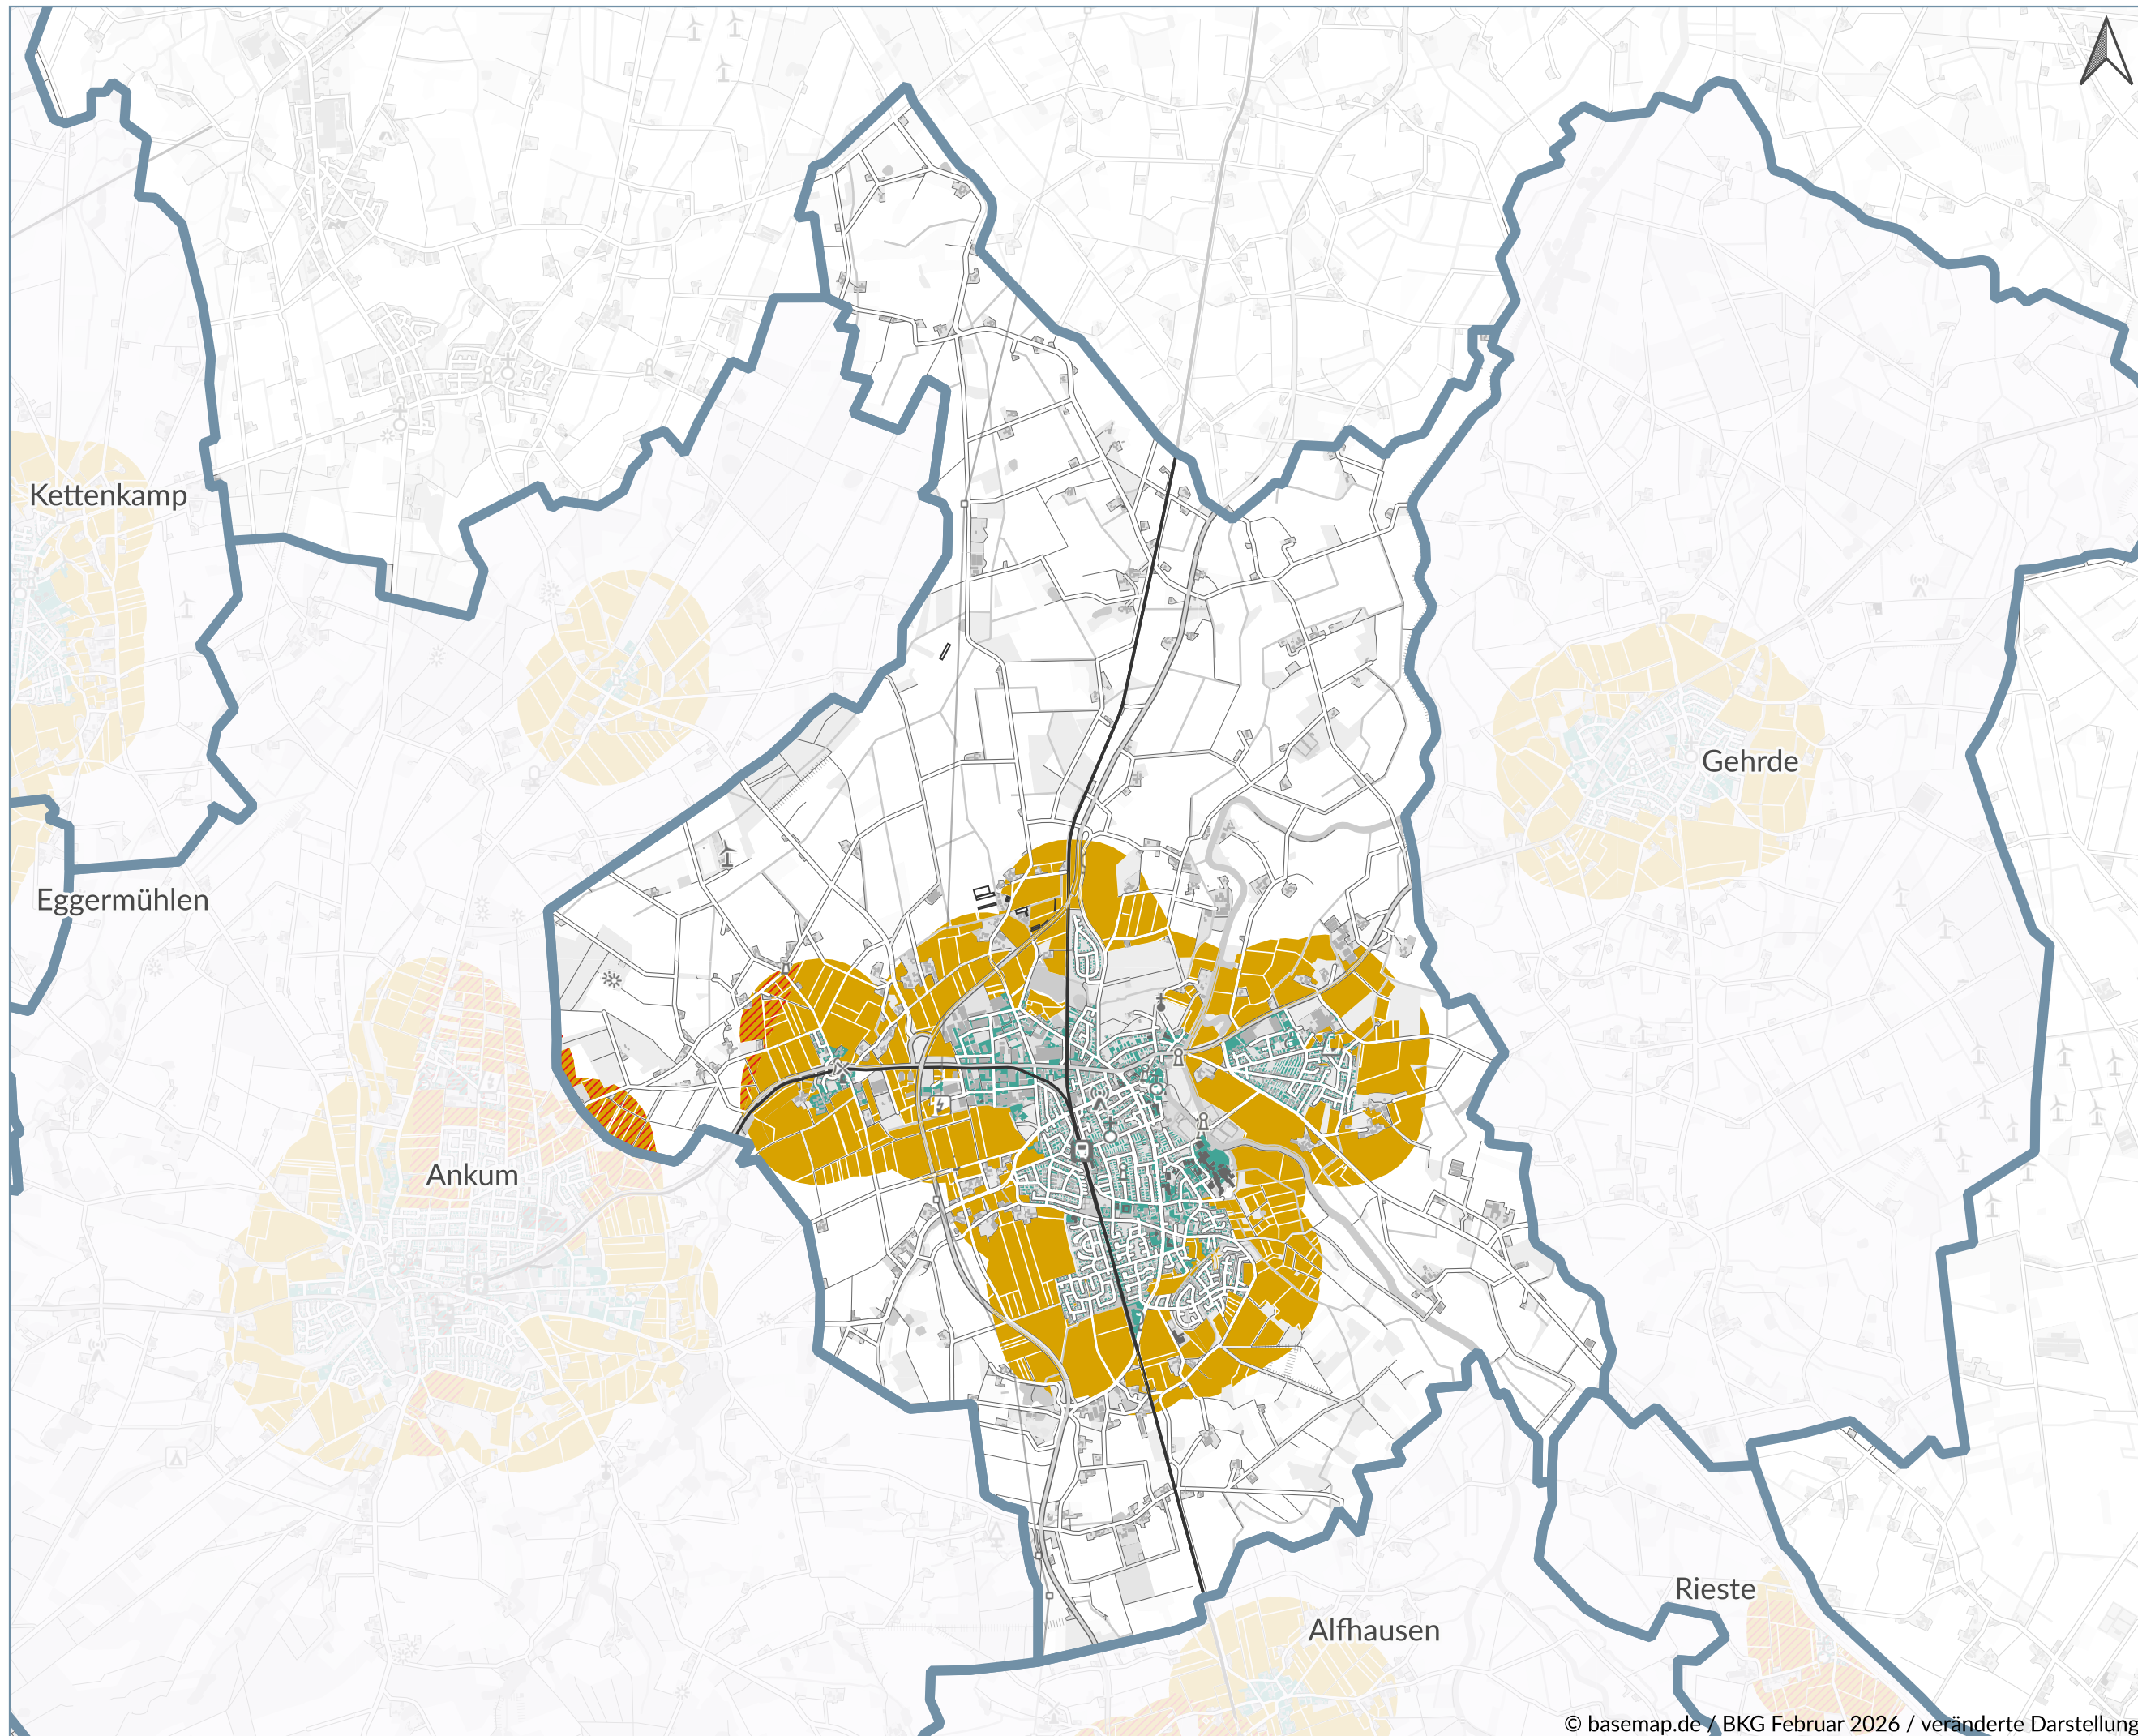 Kettenkamp
Gehrde
Eggermühlen
Ankum
Rieste
Alfhausen
© basemap.de / BKG Februar 2026 / veränderte Darstellung